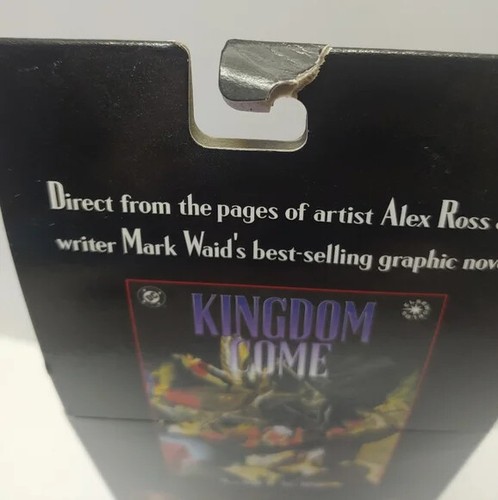 Direct from the pages of artist Alex Ross
writer Mark Waid's best-selling graphic nov
KINGDOM
COME